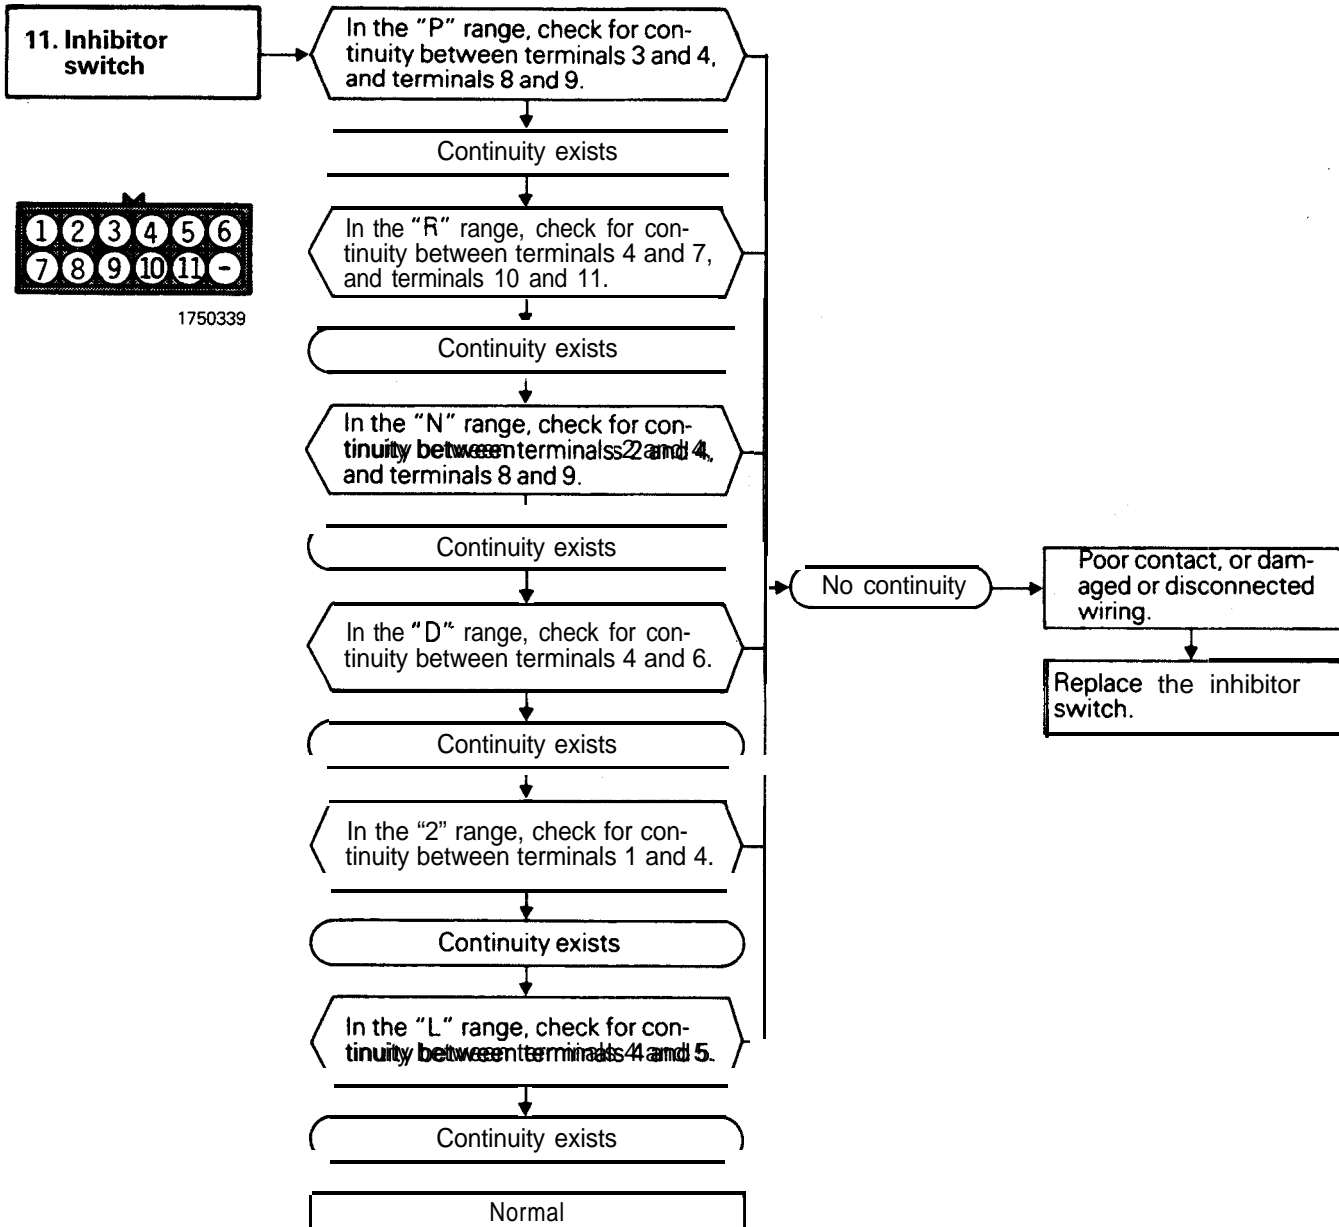 11. Inhibitor
switch
In the "P" range, check for con-
tinuity between terminals 3 and 4,
and terminals 8 and 9.
Continuity exists
1 2 3 4 5 6
7 8 9 10 11 -
1750339
In the "R" range, check for con-
tinuity between terminals 4 and 7,
and terminals 10 and 11.
Continuity exists
In the "N" range, check for con-
tinuity between terminals 2 and 4,
and terminals 8 and 9.
Continuity exists
No continuity
Poor contact, or dam-
aged or disconnected
wiring.
Replace the inhibitor
switch.
In the "D" range, check for con-
tinuity between terminals 4 and 6.
Continuity exists
In the "2" range, check for con-
tinuity between terminals 1 and 4.
Continuity exists
In the "L" range, check for con-
tinuity between terminals 4 and 5.
Continuity exists
Normal